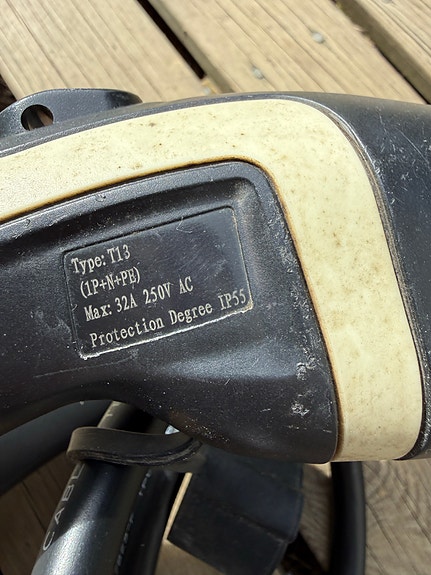 Type: T13
(1P+N+PE)
Max: 32A 250V AC
Protection Degree IP55